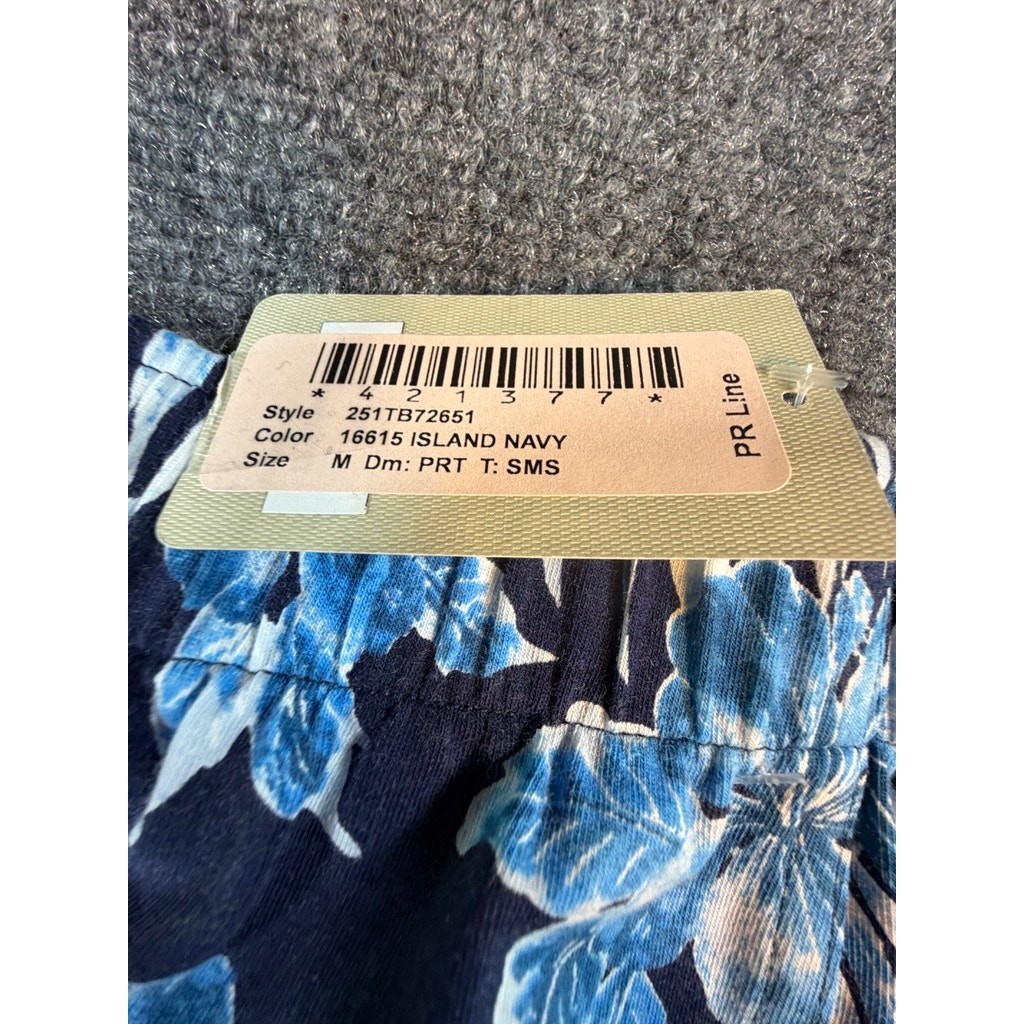 *421377*
Style 251TB72651
Color 16615 ISLAND NAVY
Size M Dm: PRT T: SMS
PR Line